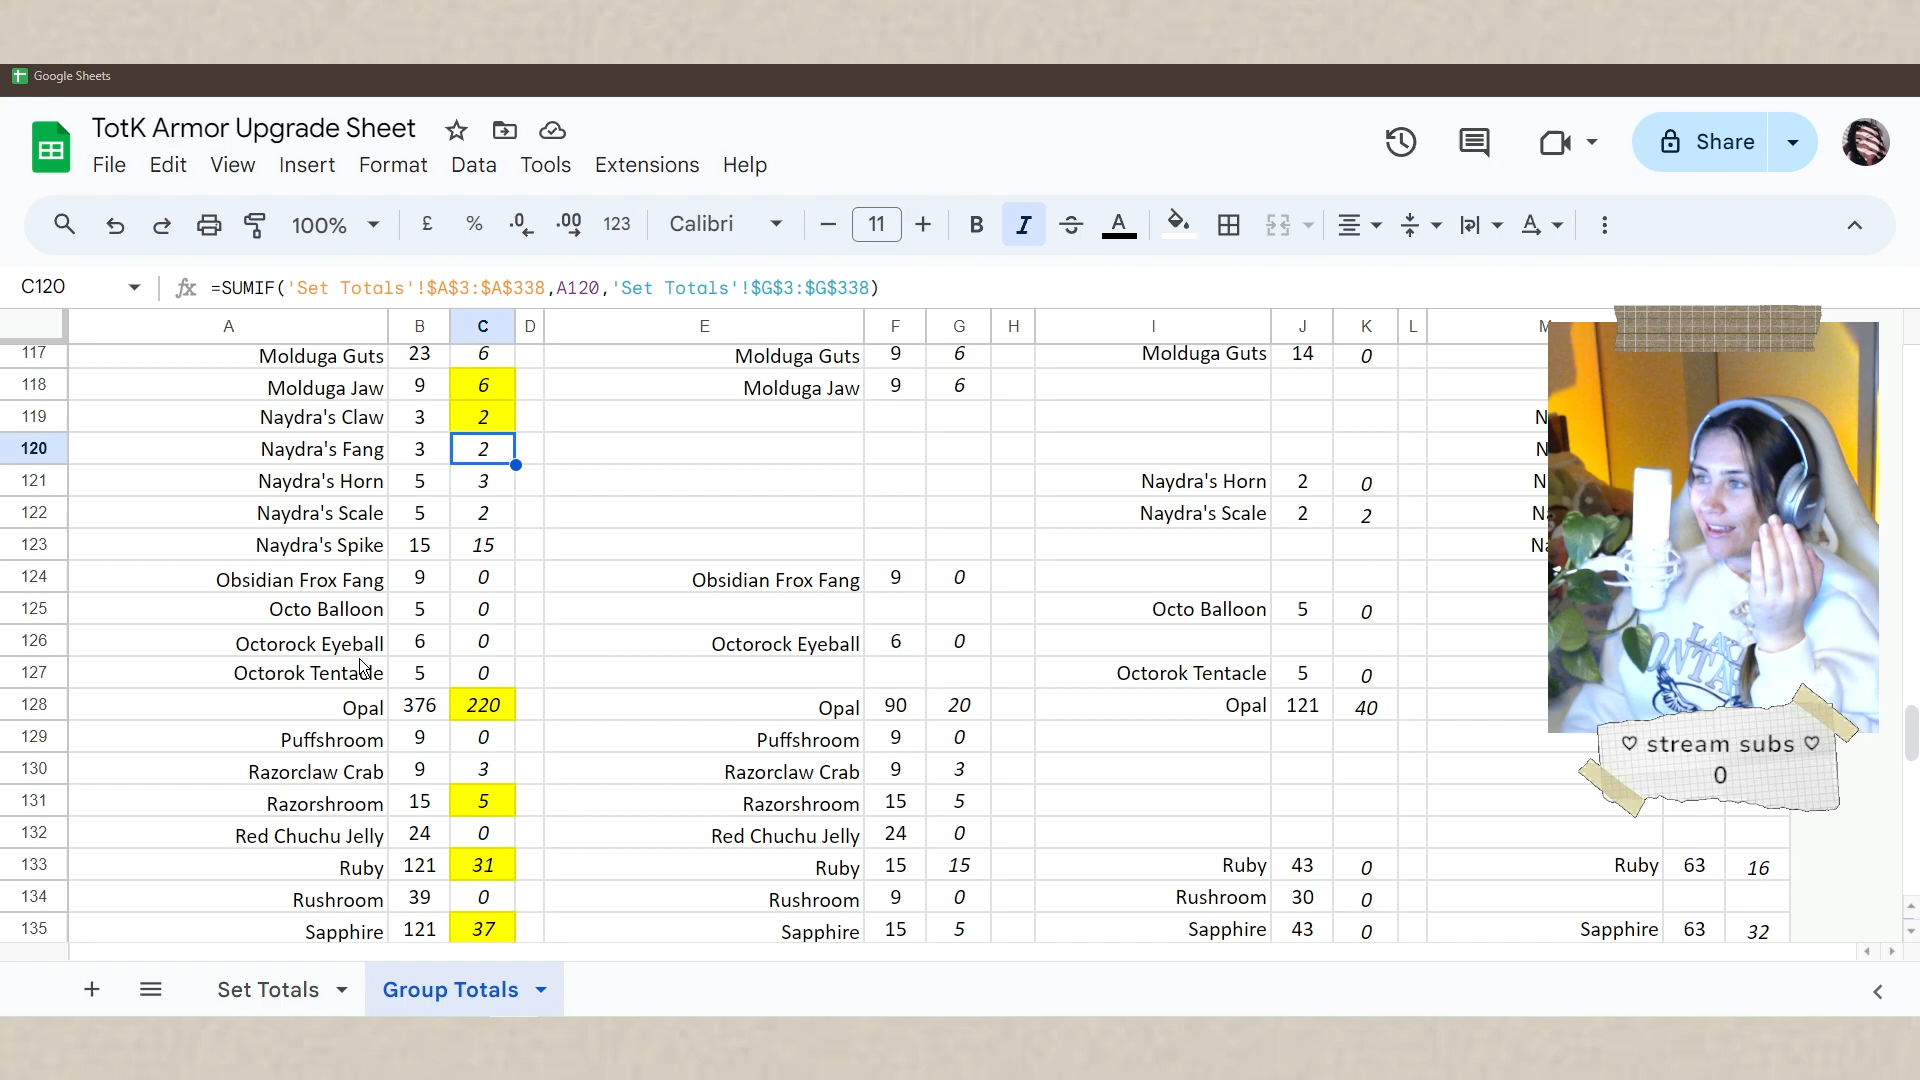 Google Sheets
TotK Armor Upgrade Sheet
File Edit View Insert Format Data Tools Extensions Help
Share
100% £ % .0 .00 123 Calibri 11 B I A A
C120 fx =SUMIF('Set Totals'!$A$3:$A$338,A120,'Set Totals'!$G$3:$G$338)
A B C D E F G H I J K L M
117 Molduga Guts 23 6 Molduga Guts 9 6 Molduga Guts 14 0
118 Molduga Jaw 9 6 Molduga Jaw 9 6
119 Naydra's Claw 3 2 N
120 Naydra's Fang 3 2 N
121 Naydra's Horn 5 3 Naydra's Horn 2 0 N
122 Naydra's Scale 5 2 Naydra's Scale 2 2 Na
123 Naydra's Spike 15 15 Na
124 Obsidian Frox Fang 9 0 Obsidian Frox Fang 9 0
125 Octo Balloon 5 0 Octo Balloon 5 0
126 Octorock Eyeball 6 0 Octorock Eyeball 6 0
127 Octorok Tentacle 5 0 Octorok Tentacle 5 0
128 Opal 376 220 Opal 90 20 Opal 121 40
129 Puffshroom 9 0 Puffshroom 9 0
130 Razorclaw Crab 9 3 Razorclaw Crab 9 3
131 Razorshroom 15 5 Razorshroom 15 5
132 Red Chuchu Jelly 24 0 Red Chuchu Jelly 24 0
133 Ruby 121 31 Ruby 15 15 Ruby 43 0 Ruby 63 16
134 Rushroom 39 0 Rushroom 9 0 Rushroom 30 0
135 Sapphire 121 37 Sapphire 15 5 Sapphire 43 0 Sapphire 63 32
♡ stream subs ♡
0
Set Totals Group Totals